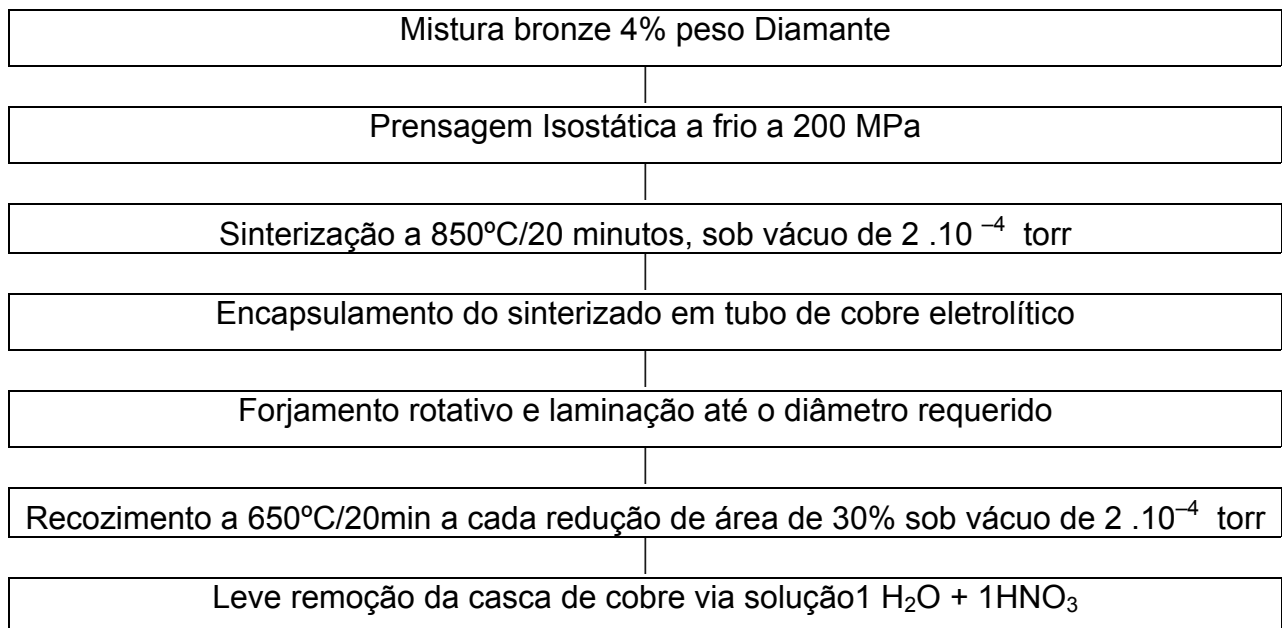 Mistura bronze 4% peso Diamante
Prensagem Isostática a frio a 200 MPa
Sinterização a 850ºC/20 minutos, sob vácuo de 2 .10 ⁻⁴ torr
Encapsulamento do sinterizado em tubo de cobre eletrolítico
Forjamento rotativo e laminação até o diâmetro requerido
Recozimento a 650ºC/20min a cada redução de área de 30% sob vácuo de 2 .10⁻⁴ torr
Leve remoção da casca de cobre via solução1 H₂O + 1HNO₃